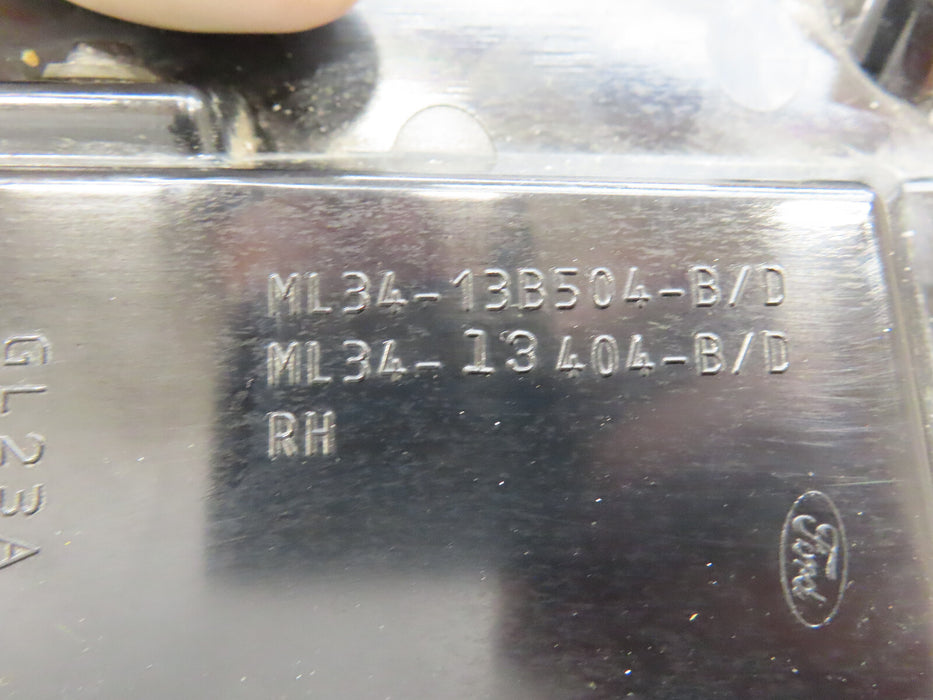 ML34-13B504-B/D
ML34-13404-B/D
RH
GL23A
Ford